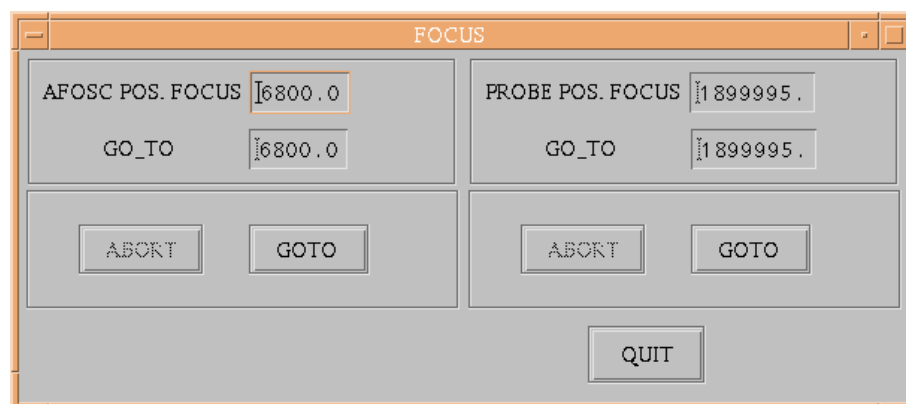 FOCUS
AFOSC POS. FOCUS 6800.0
GO_TO 6800.0
PROBE POS. FOCUS 1899995.
GO_TO 1899995.
ABORT GOTO
ABORT GOTO
QUIT